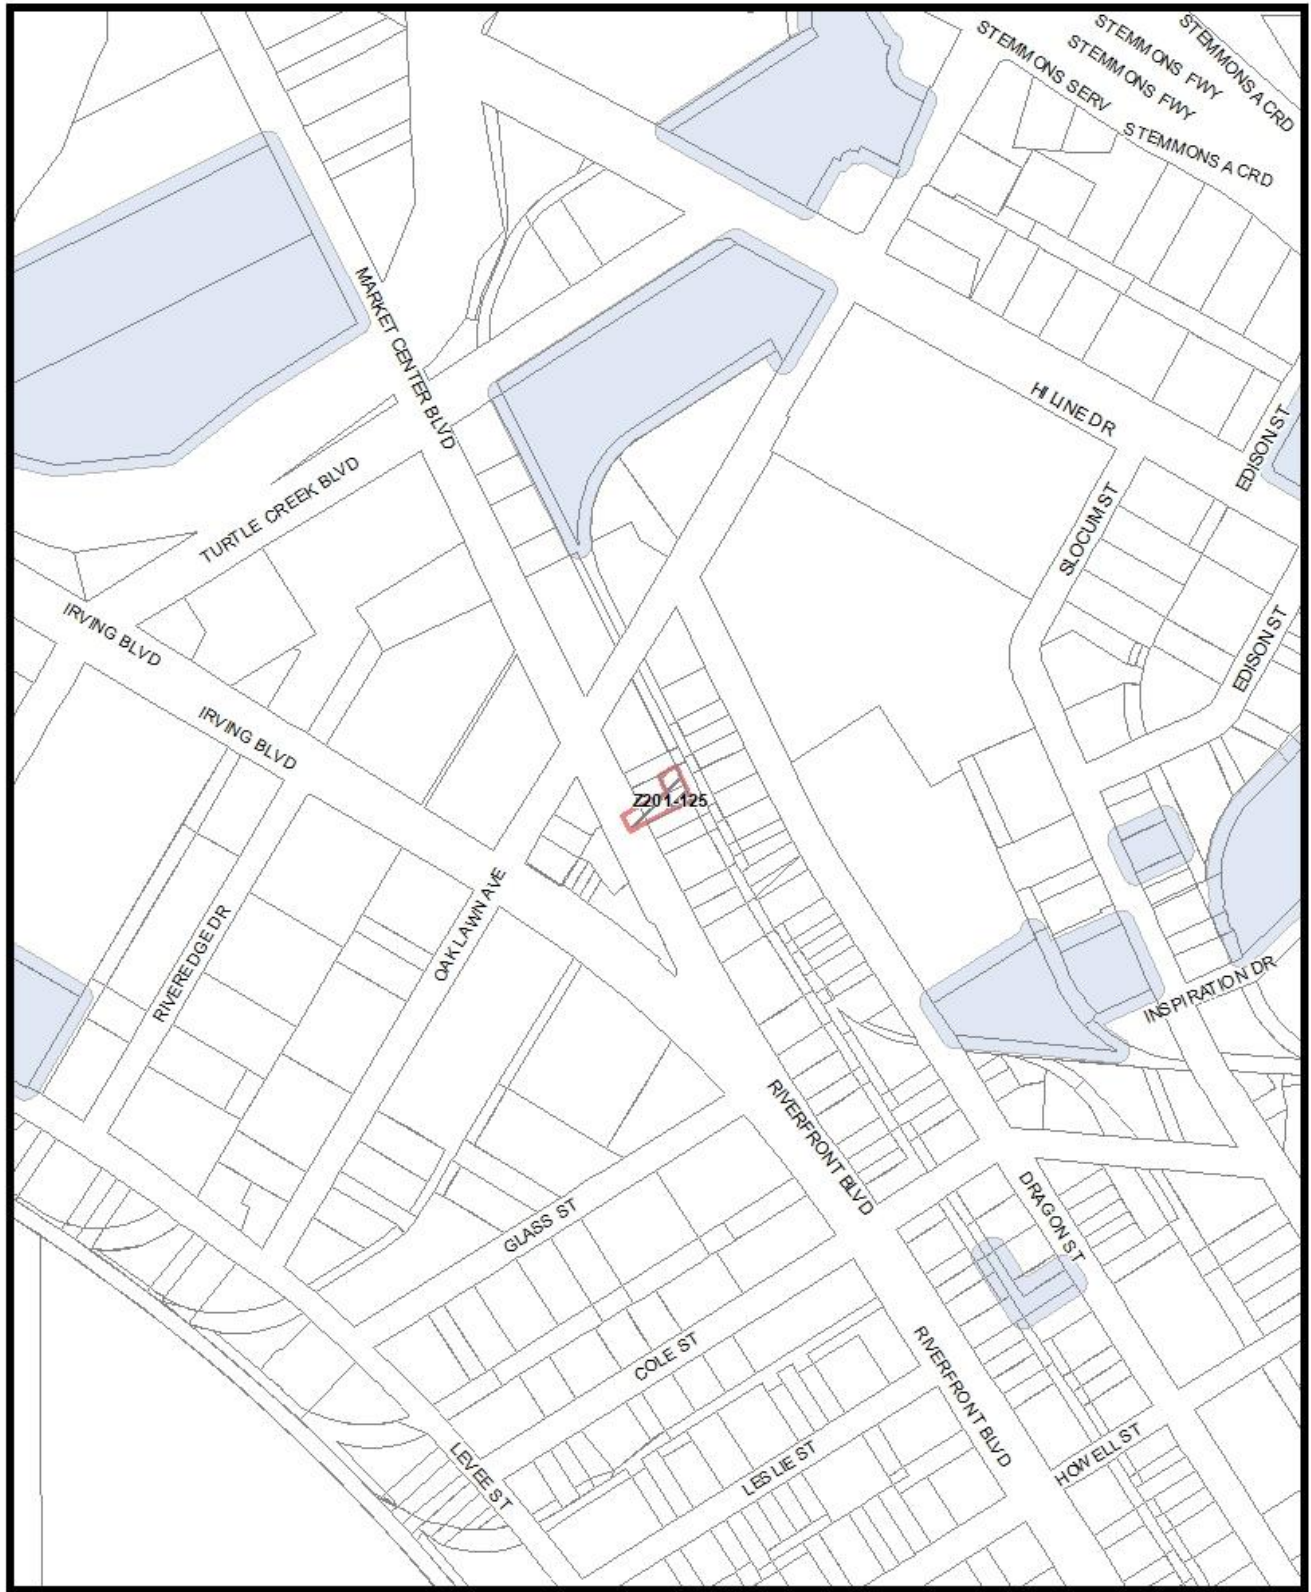 STEMMONS FWY
STEMMONS A CRD
STEMMONS SERV
STEMMONS FWY
STEMMONS A CRD
MARKET CENTER BLVD
HI LINE DR
EDISON ST
TURTLE CREEK BLVD
SLOCUM ST
IRVING BLVD
EDISON ST
IRVING BLVD
Z201-125
OAK LAWN AVE
RIVEREDGE DR
INSPIRATION DR
RIVERFRONT BLVD
DRAGON ST
GLASS ST
COLE ST
RIVERFRONT BLVD
LEVEE ST
LESLIE ST
HOWELL ST